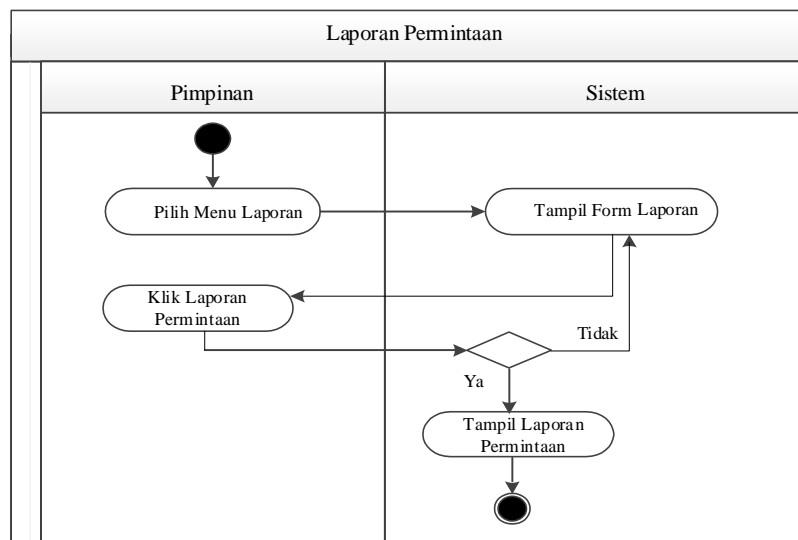 Laporan Permintaan
Pimpinan
Sistem
Pilih Menu Laporan
Tampil Form Laporan
Klik Laporan
Permintaan
Tidak
Ya
Tampil Laporan
Permintaan